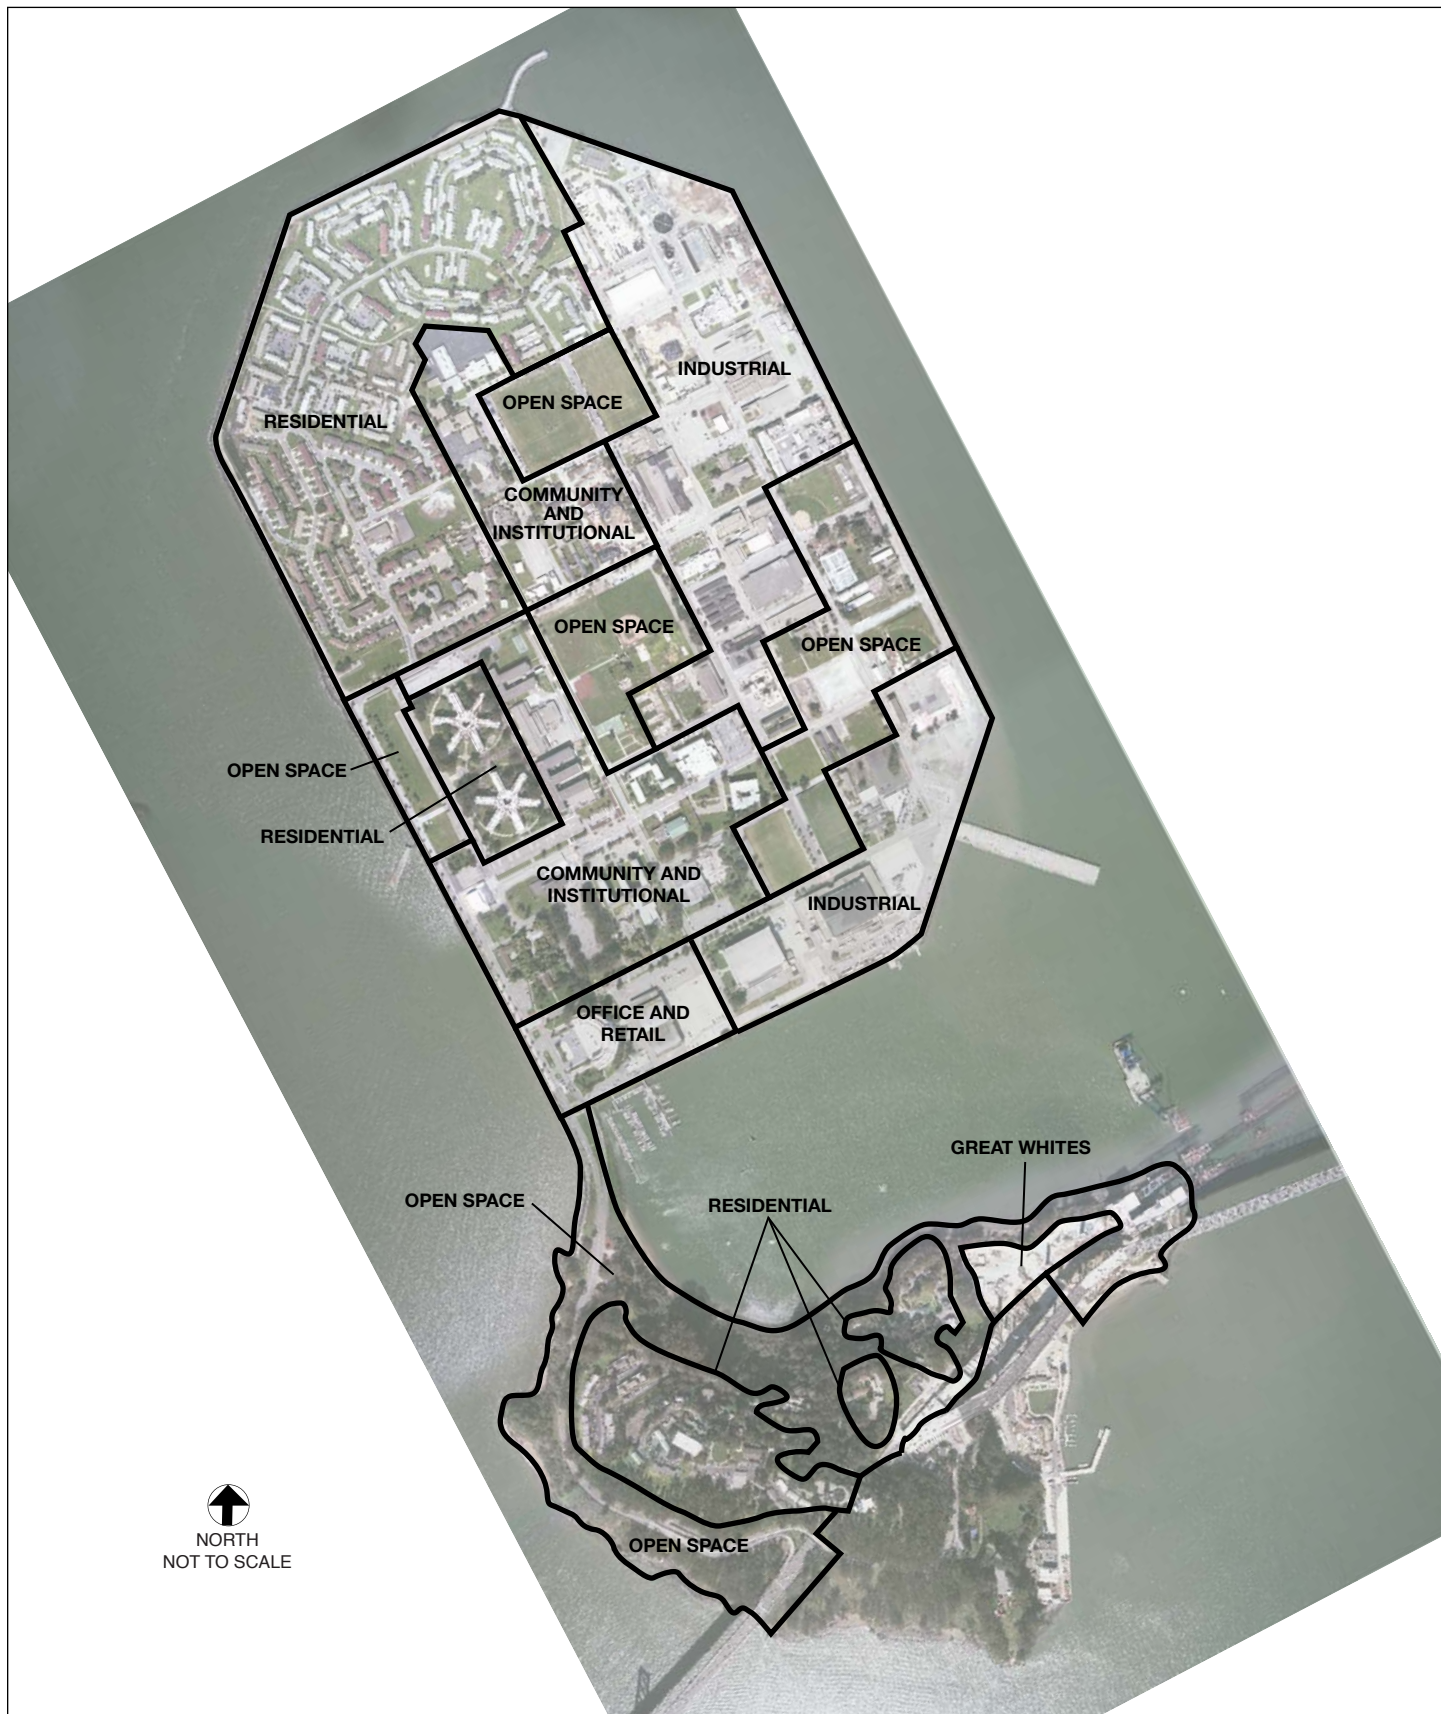 INDUSTRIAL
OPEN SPACE
RESIDENTIAL
COMMUNITY
AND
INSTITUTIONAL
OPEN SPACE
OPEN SPACE
OPEN SPACE
RESIDENTIAL
COMMUNITY AND
INSTITUTIONAL
INDUSTRIAL
OFFICE AND
RETAIL
GREAT WHITES
OPEN SPACE
RESIDENTIAL
OPEN SPACE
NORTH
NOT TO SCALE